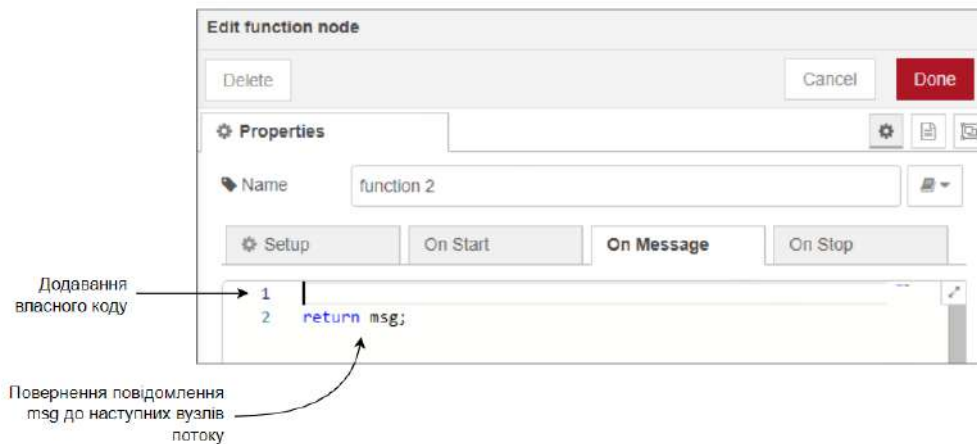 Edit function node
Delete
Cancel
Done
Properties
Name
function 2
Setup
On Start
On Message
On Stop
Додавання
власного коду
1
2 return msg;
Повернення повідомлення
msg до наступних вузлів
потоку